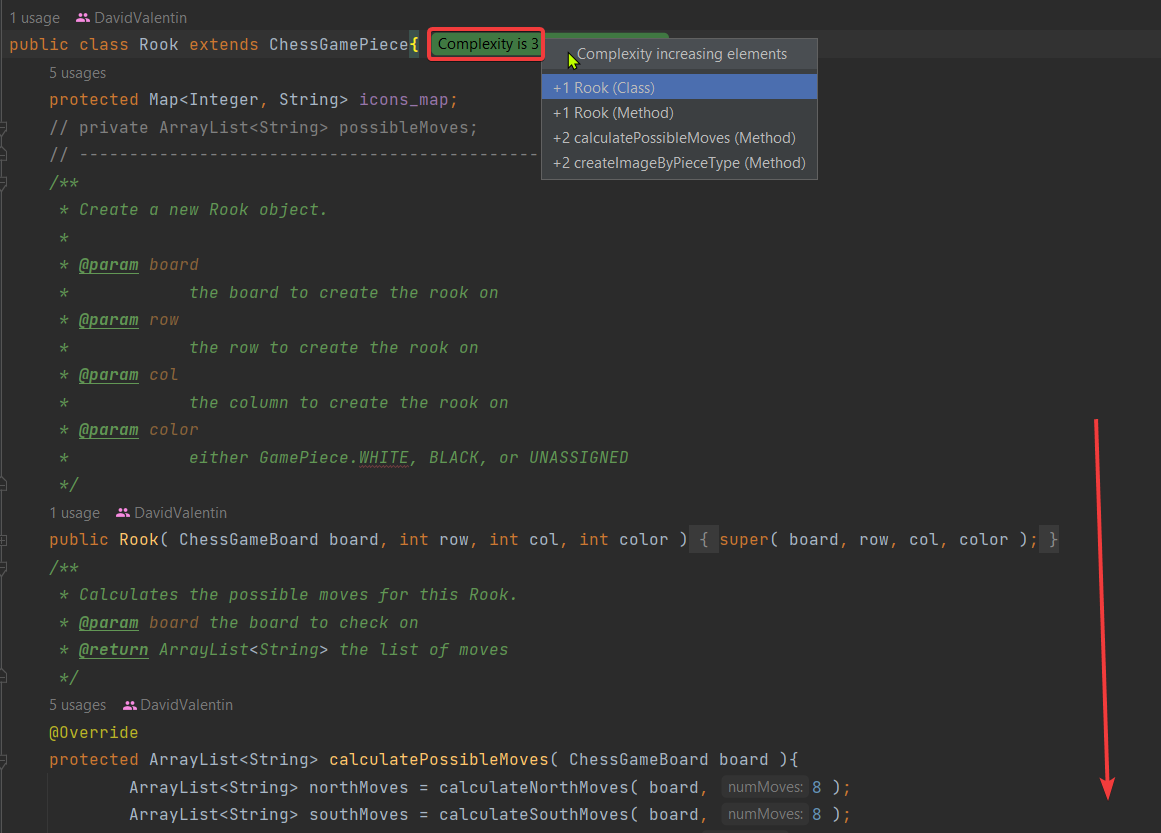 1 usage DavidValentin
public class Rook extends ChessGamePiece{ Complexity is 3
Complexity increasing elements
+1 Rook (Class)
+1 Rook (Method)
+2 calculatePossibleMoves (Method)
+2 createImageByPieceType (Method)
5 usages
protected Map<Integer, String> icons_map;
// private ArrayList<String> possibleMoves;
// ----------------------------------------------
/**
* Create a new Rook object.
*
* @param board
* the board to create the rook on
* @param row
* the row to create the rook on
* @param col
* the column to create the rook on
* @param color
* either GamePiece.WHITE, BLACK, or UNASSIGNED
*/
1 usage DavidValentin
public Rook( ChessGameBoard board, int row, int col, int color ) { super( board, row, col, color ); }
/**
* Calculates the possible moves for this Rook.
* @param board the board to check on
* @return ArrayList<String> the list of moves
*/
5 usages DavidValentin
@Override
protected ArrayList<String> calculatePossibleMoves( ChessGameBoard board ){
ArrayList<String> northMoves = calculateNorthMoves( board, numMoves: 8 );
ArrayList<String> southMoves = calculateSouthMoves( board, numMoves: 8 );